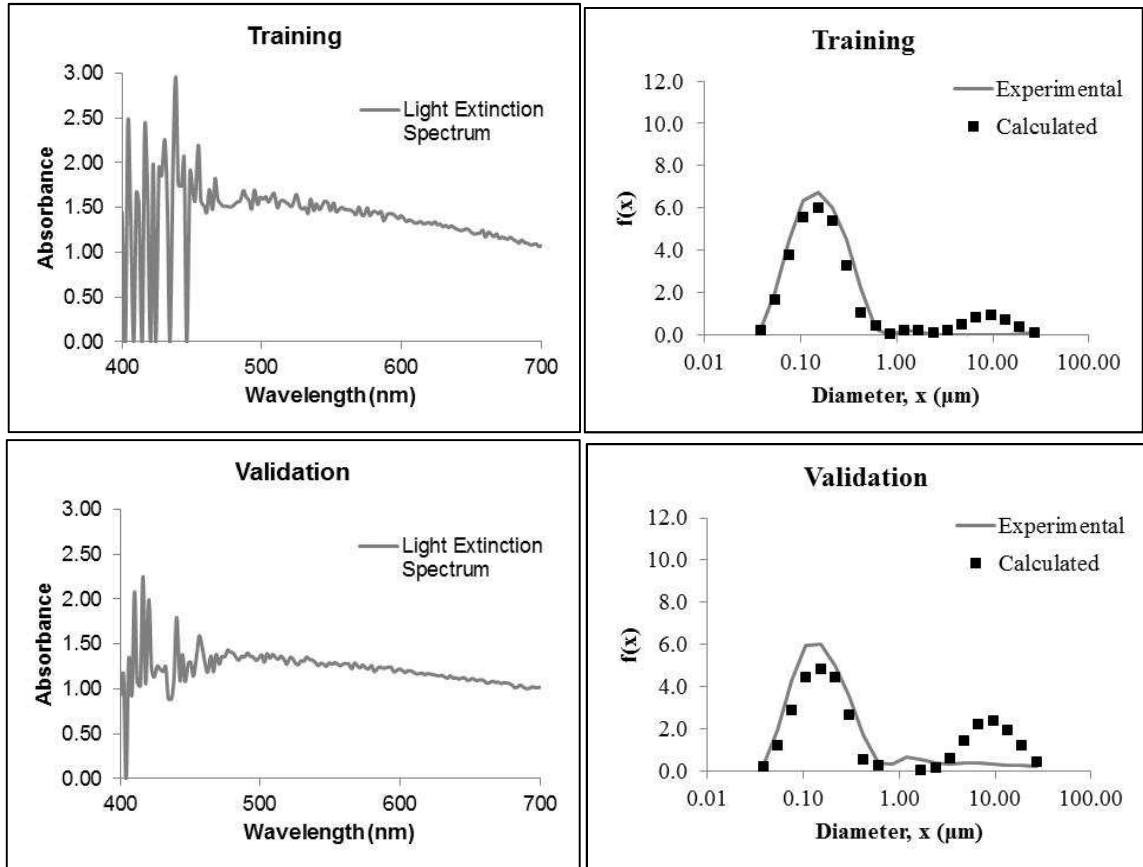 Training
3.00
2.50
2.00
1.50
1.00
0.50
0.00
Absorbance
Light Extinction
Spectrum
400
500
600
700
Wavelength (nm)
Training
12.0
10.0
8.0
6.0
4.0
2.0
0.0
f(x)
Experimental
Calculated
0.01
0.10
1.00
10.00
100.00
Diameter, x (µm)
Validation
3.00
2.50
2.00
1.50
1.00
0.50
0.00
Absorbance
Light Extinction
Spectrum
400
500
600
700
Wavelength (nm)
Validation
12.0
10.0
8.0
6.0
4.0
2.0
0.0
f(x)
Experimental
Calculated
0.01
0.10
1.00
10.00
100.00
Diameter, x (µm)